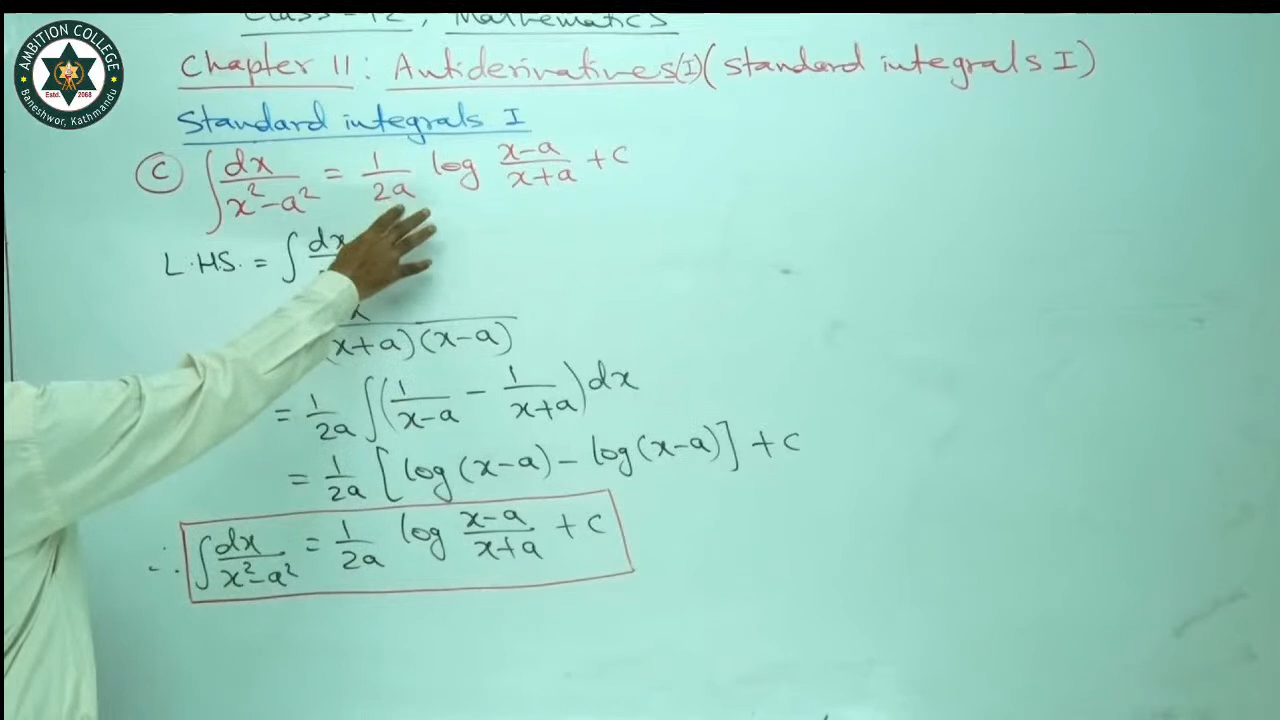 Class-12, Mathematics
AMBITION COLLEGE
Estd. 2068
Baneshwor, Kathmandu
Chapter 11: Antiderivatives(I)(standard integrals I)
Standard integrals I
(c) ∫ dx/(x²-a²) = 1/2a log (x-a)/(x+a) + c
L.H.S. = ∫ dx
(x+a)(x-a)
= 1/2a ∫(1/(x-a) - 1/(x+a))dx
= 1/2a [log(x-a) - log(x-a)] + c
∴ ∫ dx/(x²-a²) = 1/2a log (x-a)/(x+a) + c